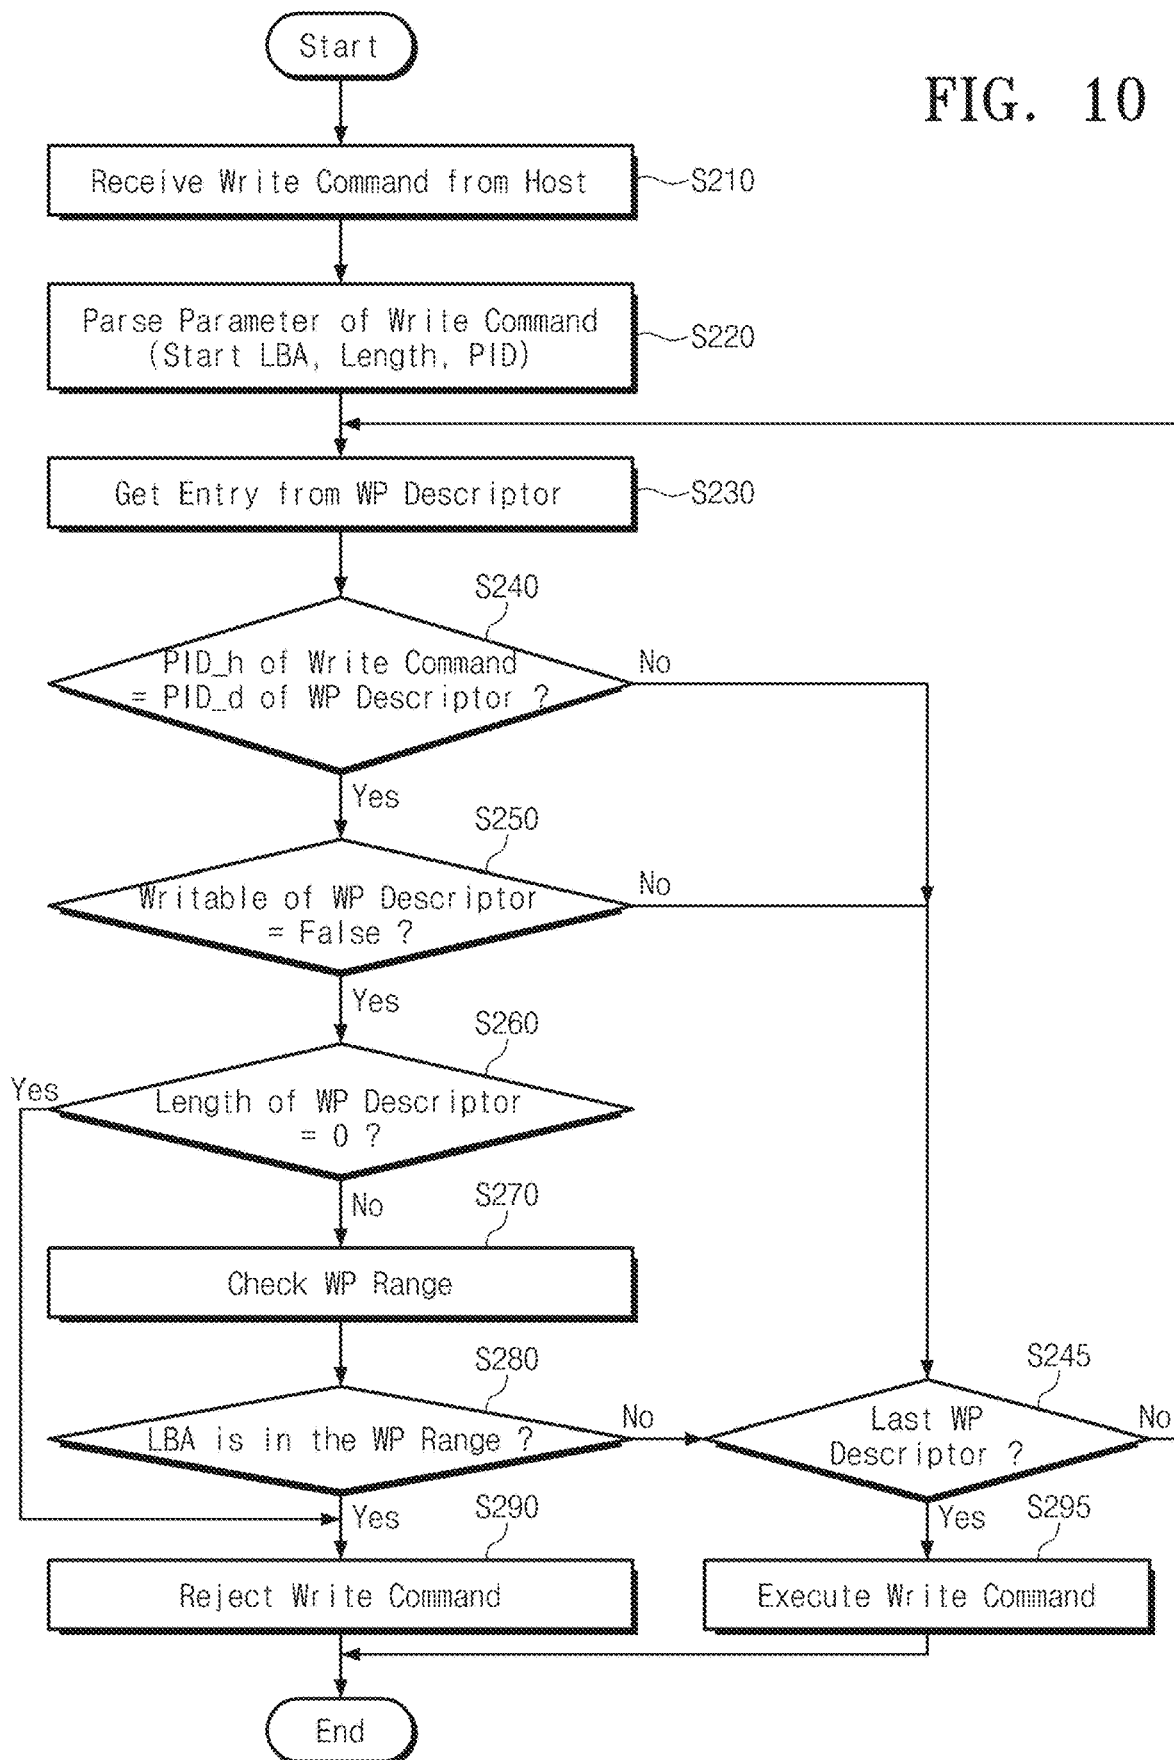 Start
FIG. 10
Receive Write Command from Host
S210
Parse Parameter of Write Command
(Start LBA, Length, PID)
S220
Get Entry from WP Descriptor
S230
S240
PID_h of Write Command
= PID_d of WP Descriptor ?
No
Yes
S250
Writable of WP Descriptor
= False ?
No
Yes
S260
Yes
Length of WP Descriptor
= 0 ?
No
S270
Check WP Range
S280
LBA is in the WP Range ?
No
S245
Last WP
Descriptor ?
No
Yes
S290
Yes
S295
Reject Write Command
Execute Write Command
End